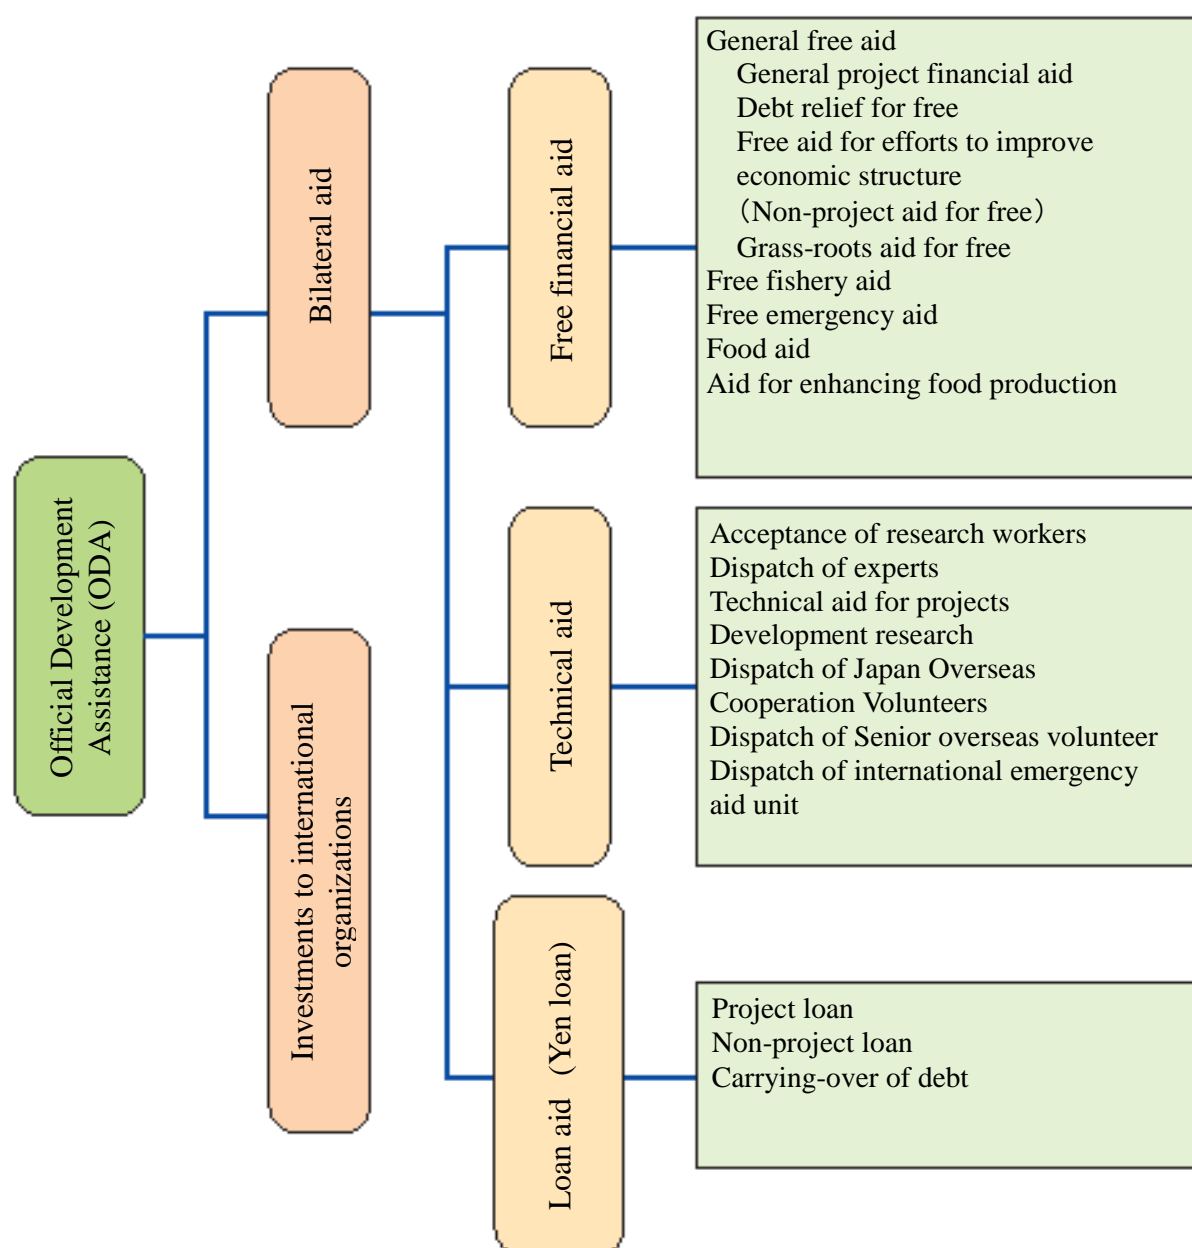 Official Development
Assistance (ODA)
Bilateral aid
Investments to international
organizations
Free financial aid
General free aid
General project financial aid
Debt relief for free
Free aid for efforts to improve
economic structure
（Non-project aid for free）
Grass-roots aid for free
Free fishery aid
Free emergency aid
Food aid
Aid for enhancing food production
Technical aid
Acceptance of research workers
Dispatch of experts
Technical aid for projects
Development research
Dispatch of Japan Overseas
Cooperation Volunteers
Dispatch of Senior overseas volunteer
Dispatch of international emergency
aid unit
Loan aid （Yen loan）
Project loan
Non-project loan
Carrying-over of debt